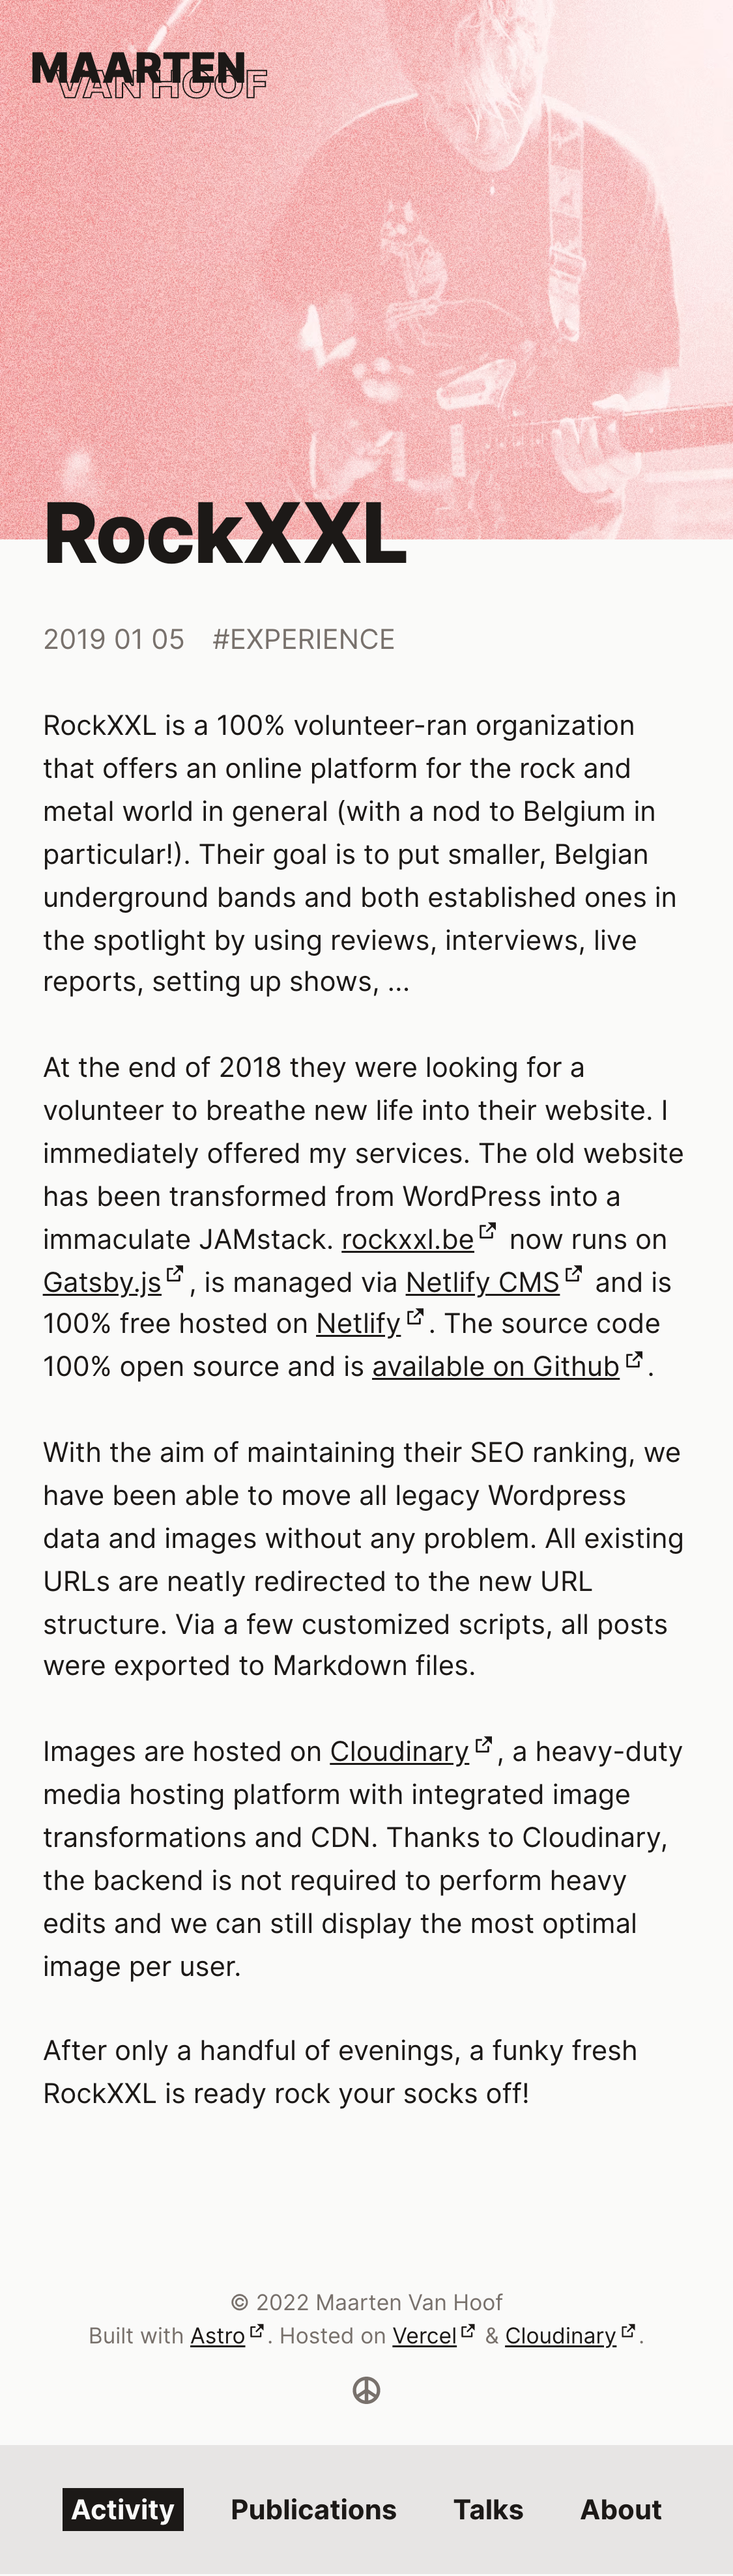 MAARTEN
VAN HOOF
RockXXL
2019 01 05 #EXPERIENCE
RockXXL is a 100% volunteer-ran organization
that offers an online platform for the rock and
metal world in general (with a nod to Belgium in
particular!). Their goal is to put smaller, Belgian
underground bands and both established ones in
the spotlight by using reviews, interviews, live
reports, setting up shows, ...
At the end of 2018 they were looking for a
volunteer to breathe new life into their website. I
immediately offered my services. The old website
has been transformed from WordPress into a
immaculate JAMstack. rockxxl.be now runs on
Gatsby.js, is managed via Netlify CMS and is
100% free hosted on Netlify. The source code
100% open source and is available on Github.
With the aim of maintaining their SEO ranking, we
have been able to move all legacy Wordpress
data and images without any problem. All existing
URLs are neatly redirected to the new URL
structure. Via a few customized scripts, all posts
were exported to Markdown files.
Images are hosted on Cloudinary, a heavy-duty
media hosting platform with integrated image
transformations and CDN. Thanks to Cloudinary,
the backend is not required to perform heavy
edits and we can still display the most optimal
image per user.
After only a handful of evenings, a funky fresh
RockXXL is ready rock your socks off!
© 2022 Maarten Van Hoof
Built with Astro. Hosted on Vercel & Cloudinary.
Activity Publications Talks About